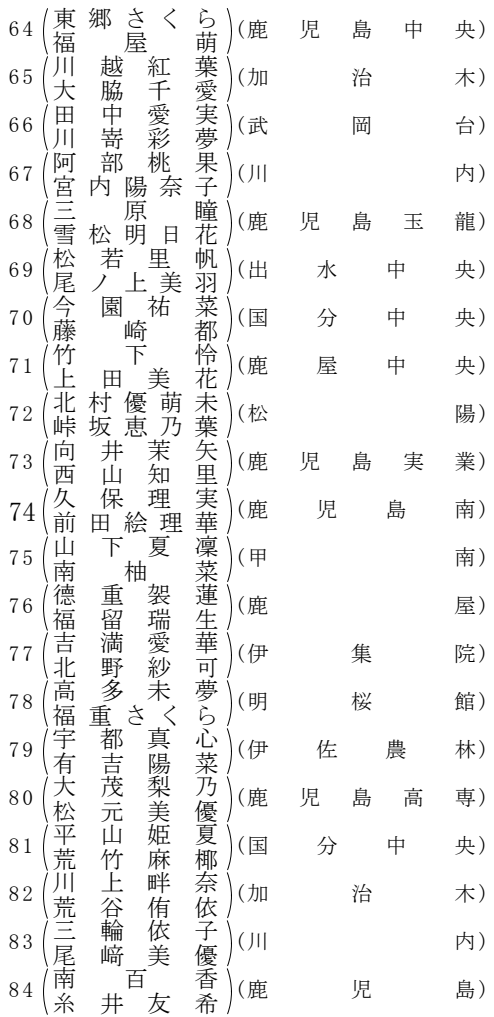 64 東郷さくら (鹿児島中央)
福屋萌
65 川越紅葉 (加治木)
大脇千愛
66 田中愛実 (武岡台)
川嵜彩夢
67 阿部桃果 (川内)
宮内陽奈子
68 三原瞳 (鹿児島玉龍)
雪松明日花
69 松若里帆 (出水中央)
尾ノ上美羽
70 今園祐菜 (国分中央)
藤崎都
71 竹下怜 (鹿屋中央)
上田美花
72 北村優萌未 (松陽)
峠坂恵乃葉
73 向井茉矢 (鹿児島実業)
西山知里
74 久保理実 (鹿児島南)
前田絵理華
75 山下夏凜 (甲南)
南柚菜
76 德重袈蓮 (鹿屋)
福留瑞生
77 吉満愛華 (伊集院)
北野紗可
78 高多未夢 (明桜館)
福重さくら
79 宇都真心 (伊佐農林)
有吉陽菜
80 大茂梨乃 (鹿児島高専)
松元美優
81 平山姫夏 (国分中央)
荒竹麻椰
82 川上畔奈 (加治木)
荒谷侑依
83 三輪依子 (川内)
尾﨑美優
84 南百香 (鹿児島)
糸井友希